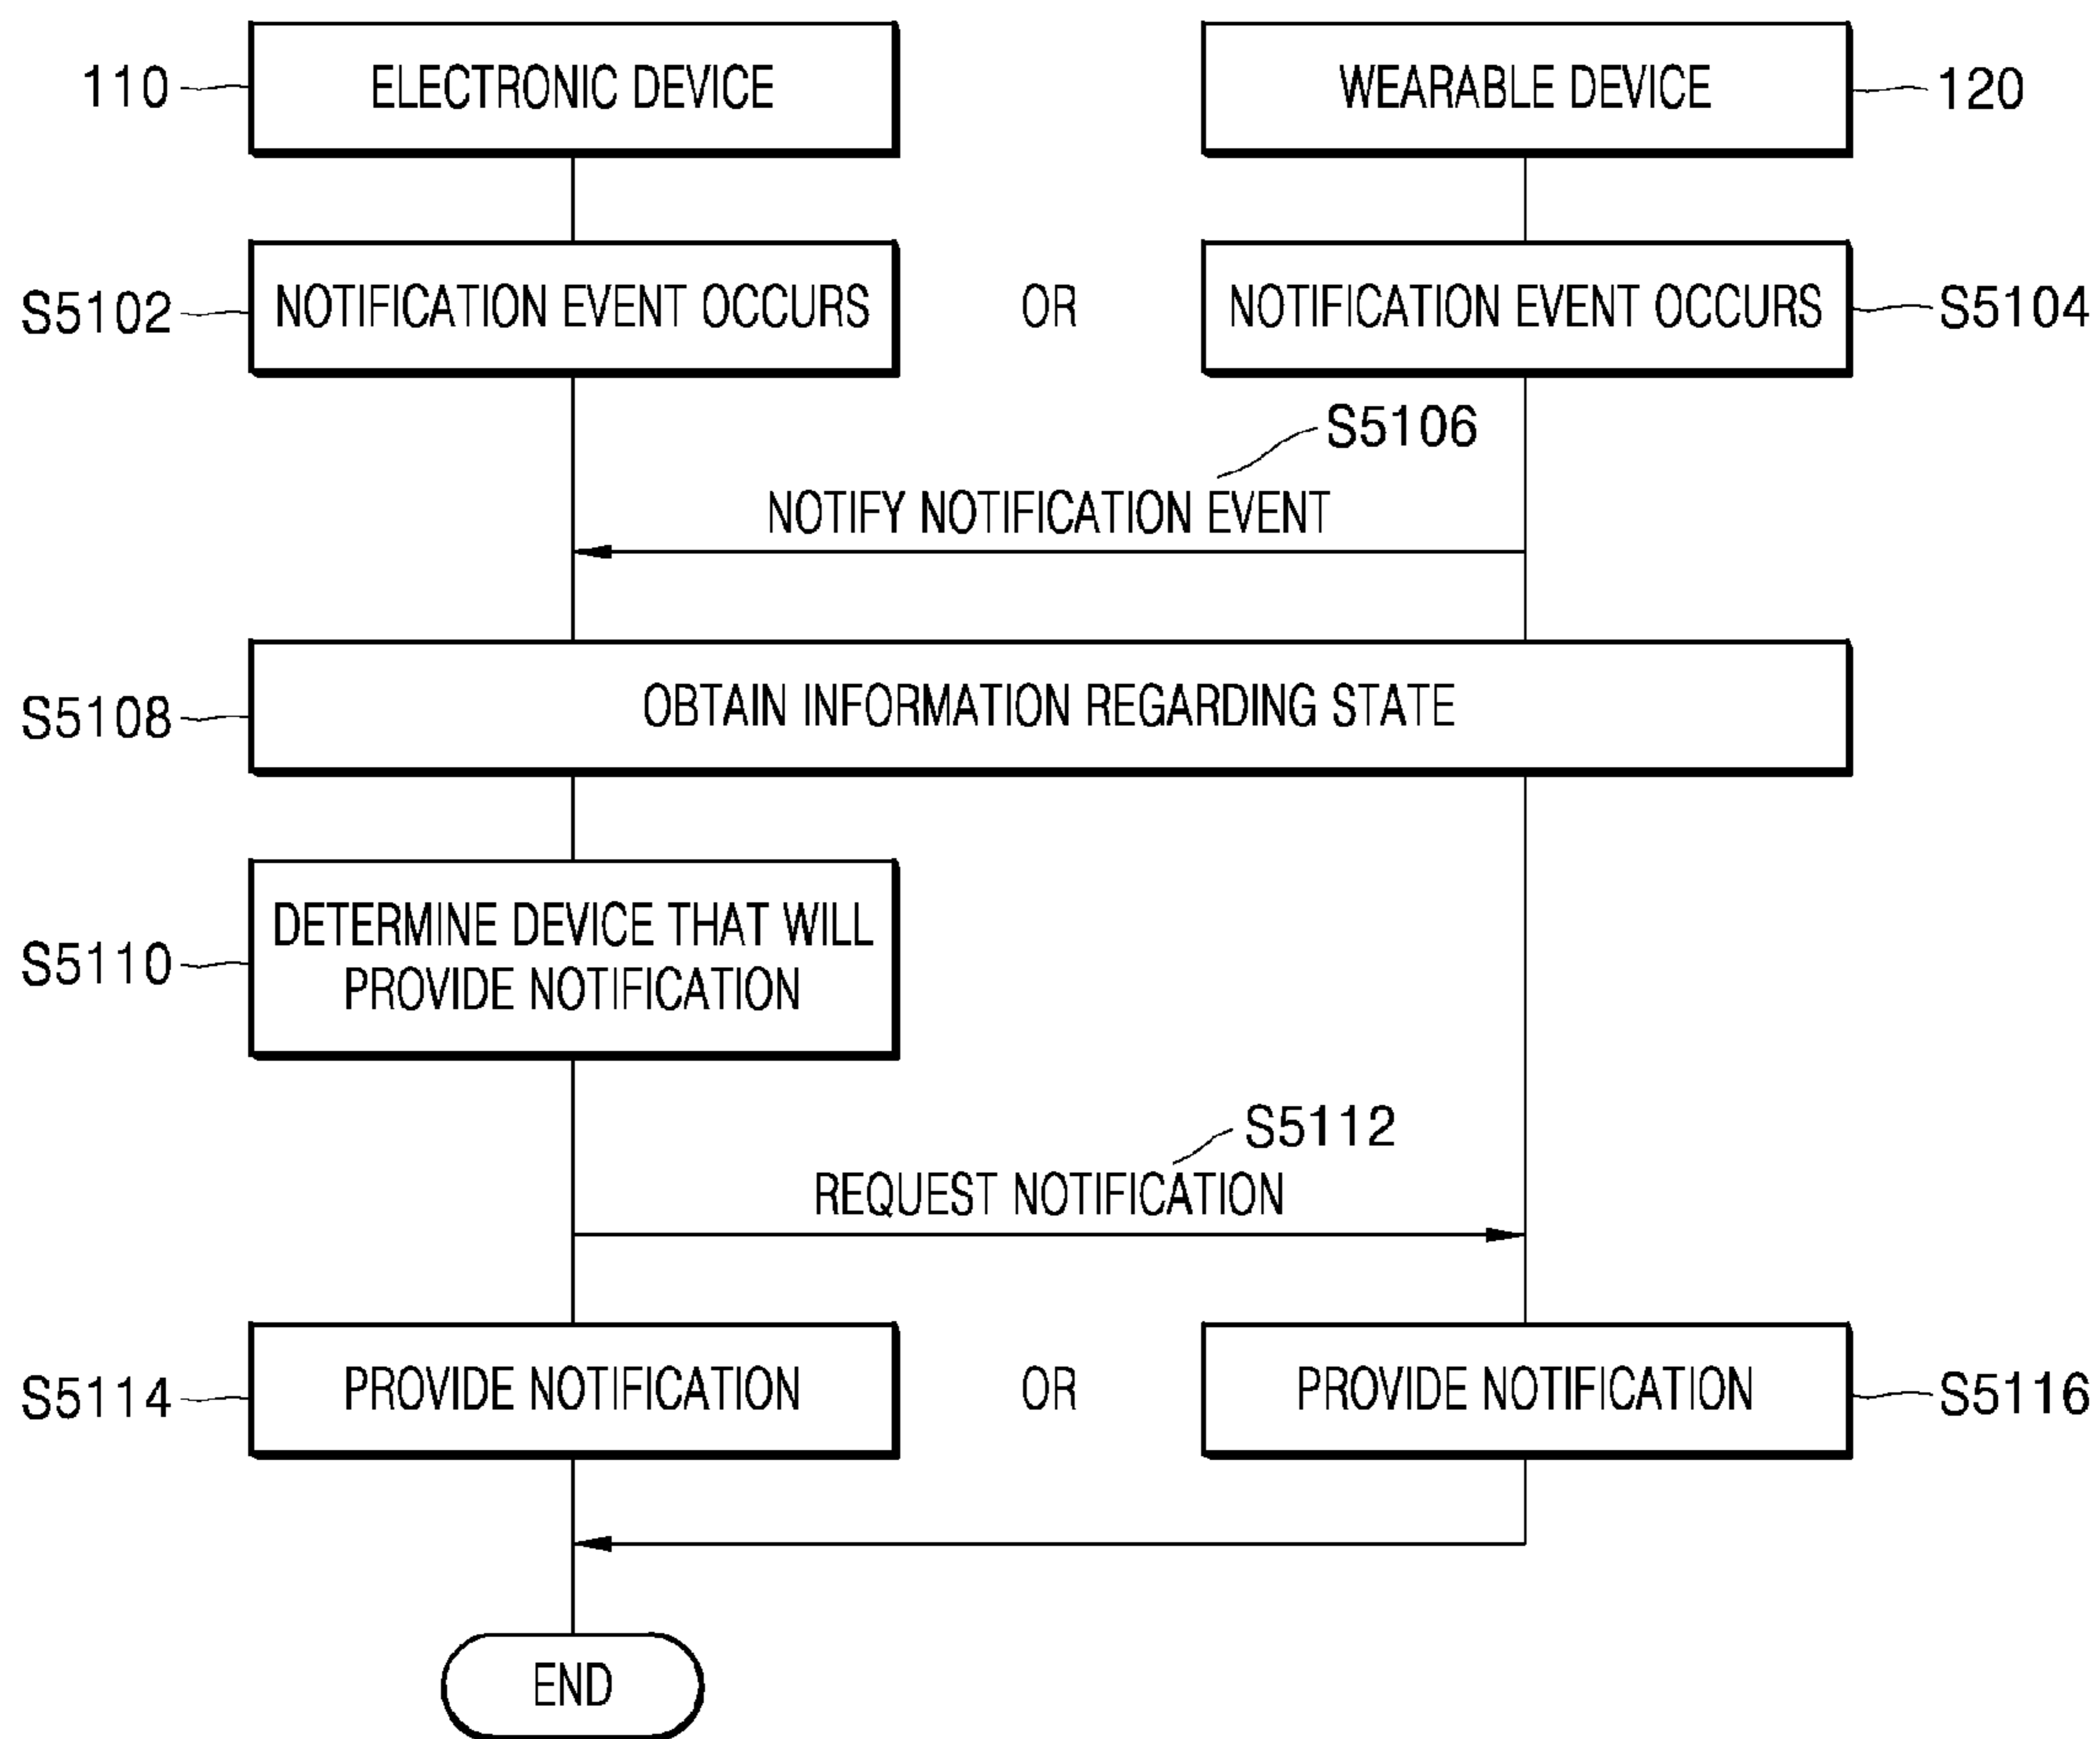 110
ELECTRONIC DEVICE
WEARABLE DEVICE
120
S5102
NOTIFICATION EVENT OCCURS
OR
NOTIFICATION EVENT OCCURS
S5104
S5106
NOTIFY NOTIFICATION EVENT
S5108
OBTAIN INFORMATION REGARDING STATE
S5110
DETERMINE DEVICE THAT WILL
PROVIDE NOTIFICATION
S5112
REQUEST NOTIFICATION
S5114
PROVIDE NOTIFICATION
OR
PROVIDE NOTIFICATION
S5116
END